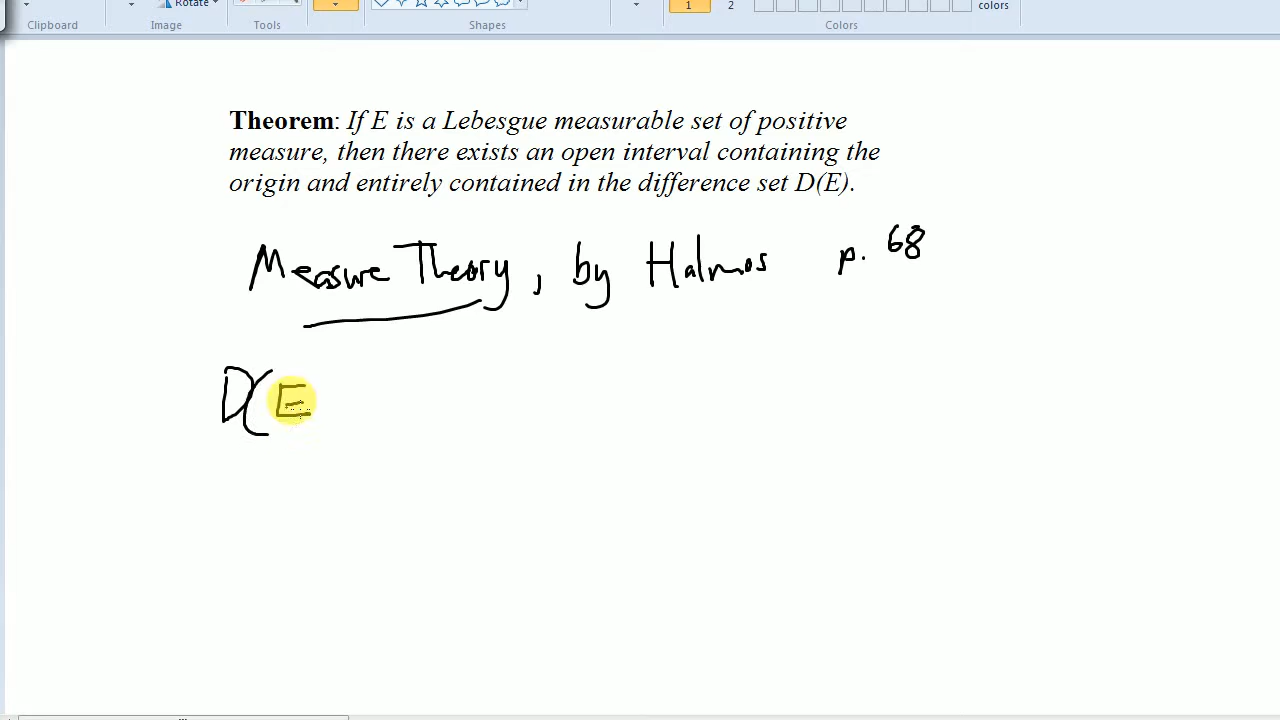 Rotate
1 2 colors
Clipboard Image Tools Shapes Colors
Theorem: If E is a Lebesgue measurable set of positive
measure, then there exists an open interval containing the
origin and entirely contained in the difference set D(E).
Measure Theory, by Halmos p. 68
D(E